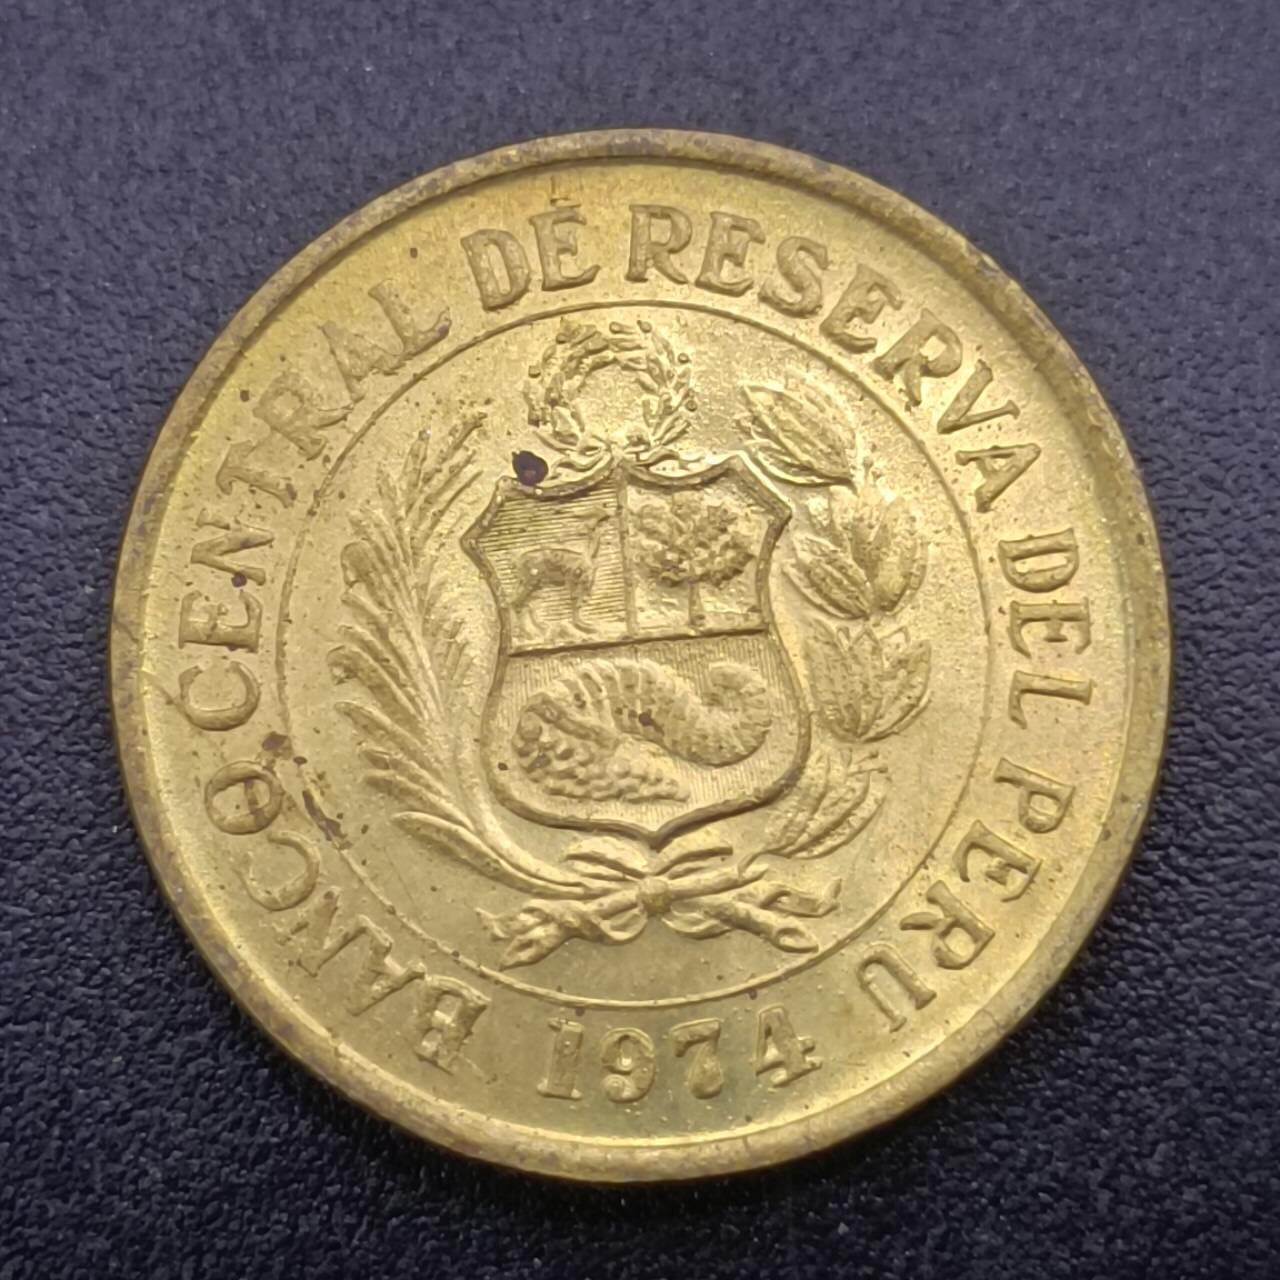 BANCO CENTRAL DE RESERVA DEL PERU
1974